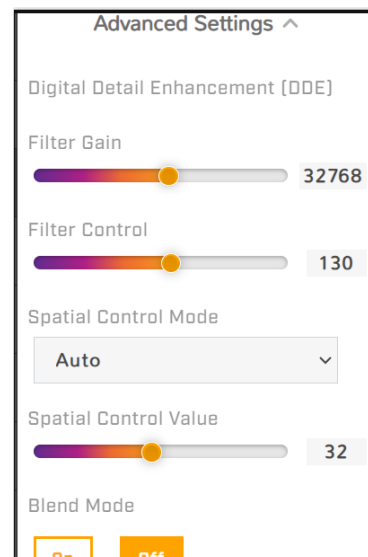 Advanced Settings
Digital Detail Enhancement (DDE)
Filter Gain
32768
Filter Control
130
Spatial Control Mode
Auto
Spatial Control Value
32
Blend Mode
On Off